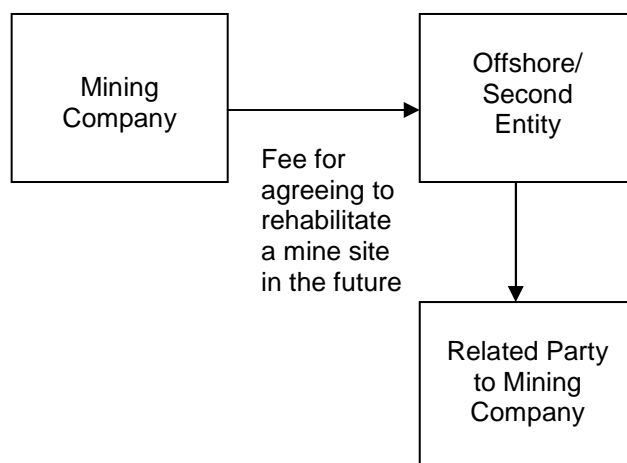 Mining
Company
Offshore/
Second
Entity
Fee for
agreeing to
rehabilitate
a mine site
in the future
Related Party
to Mining
Company